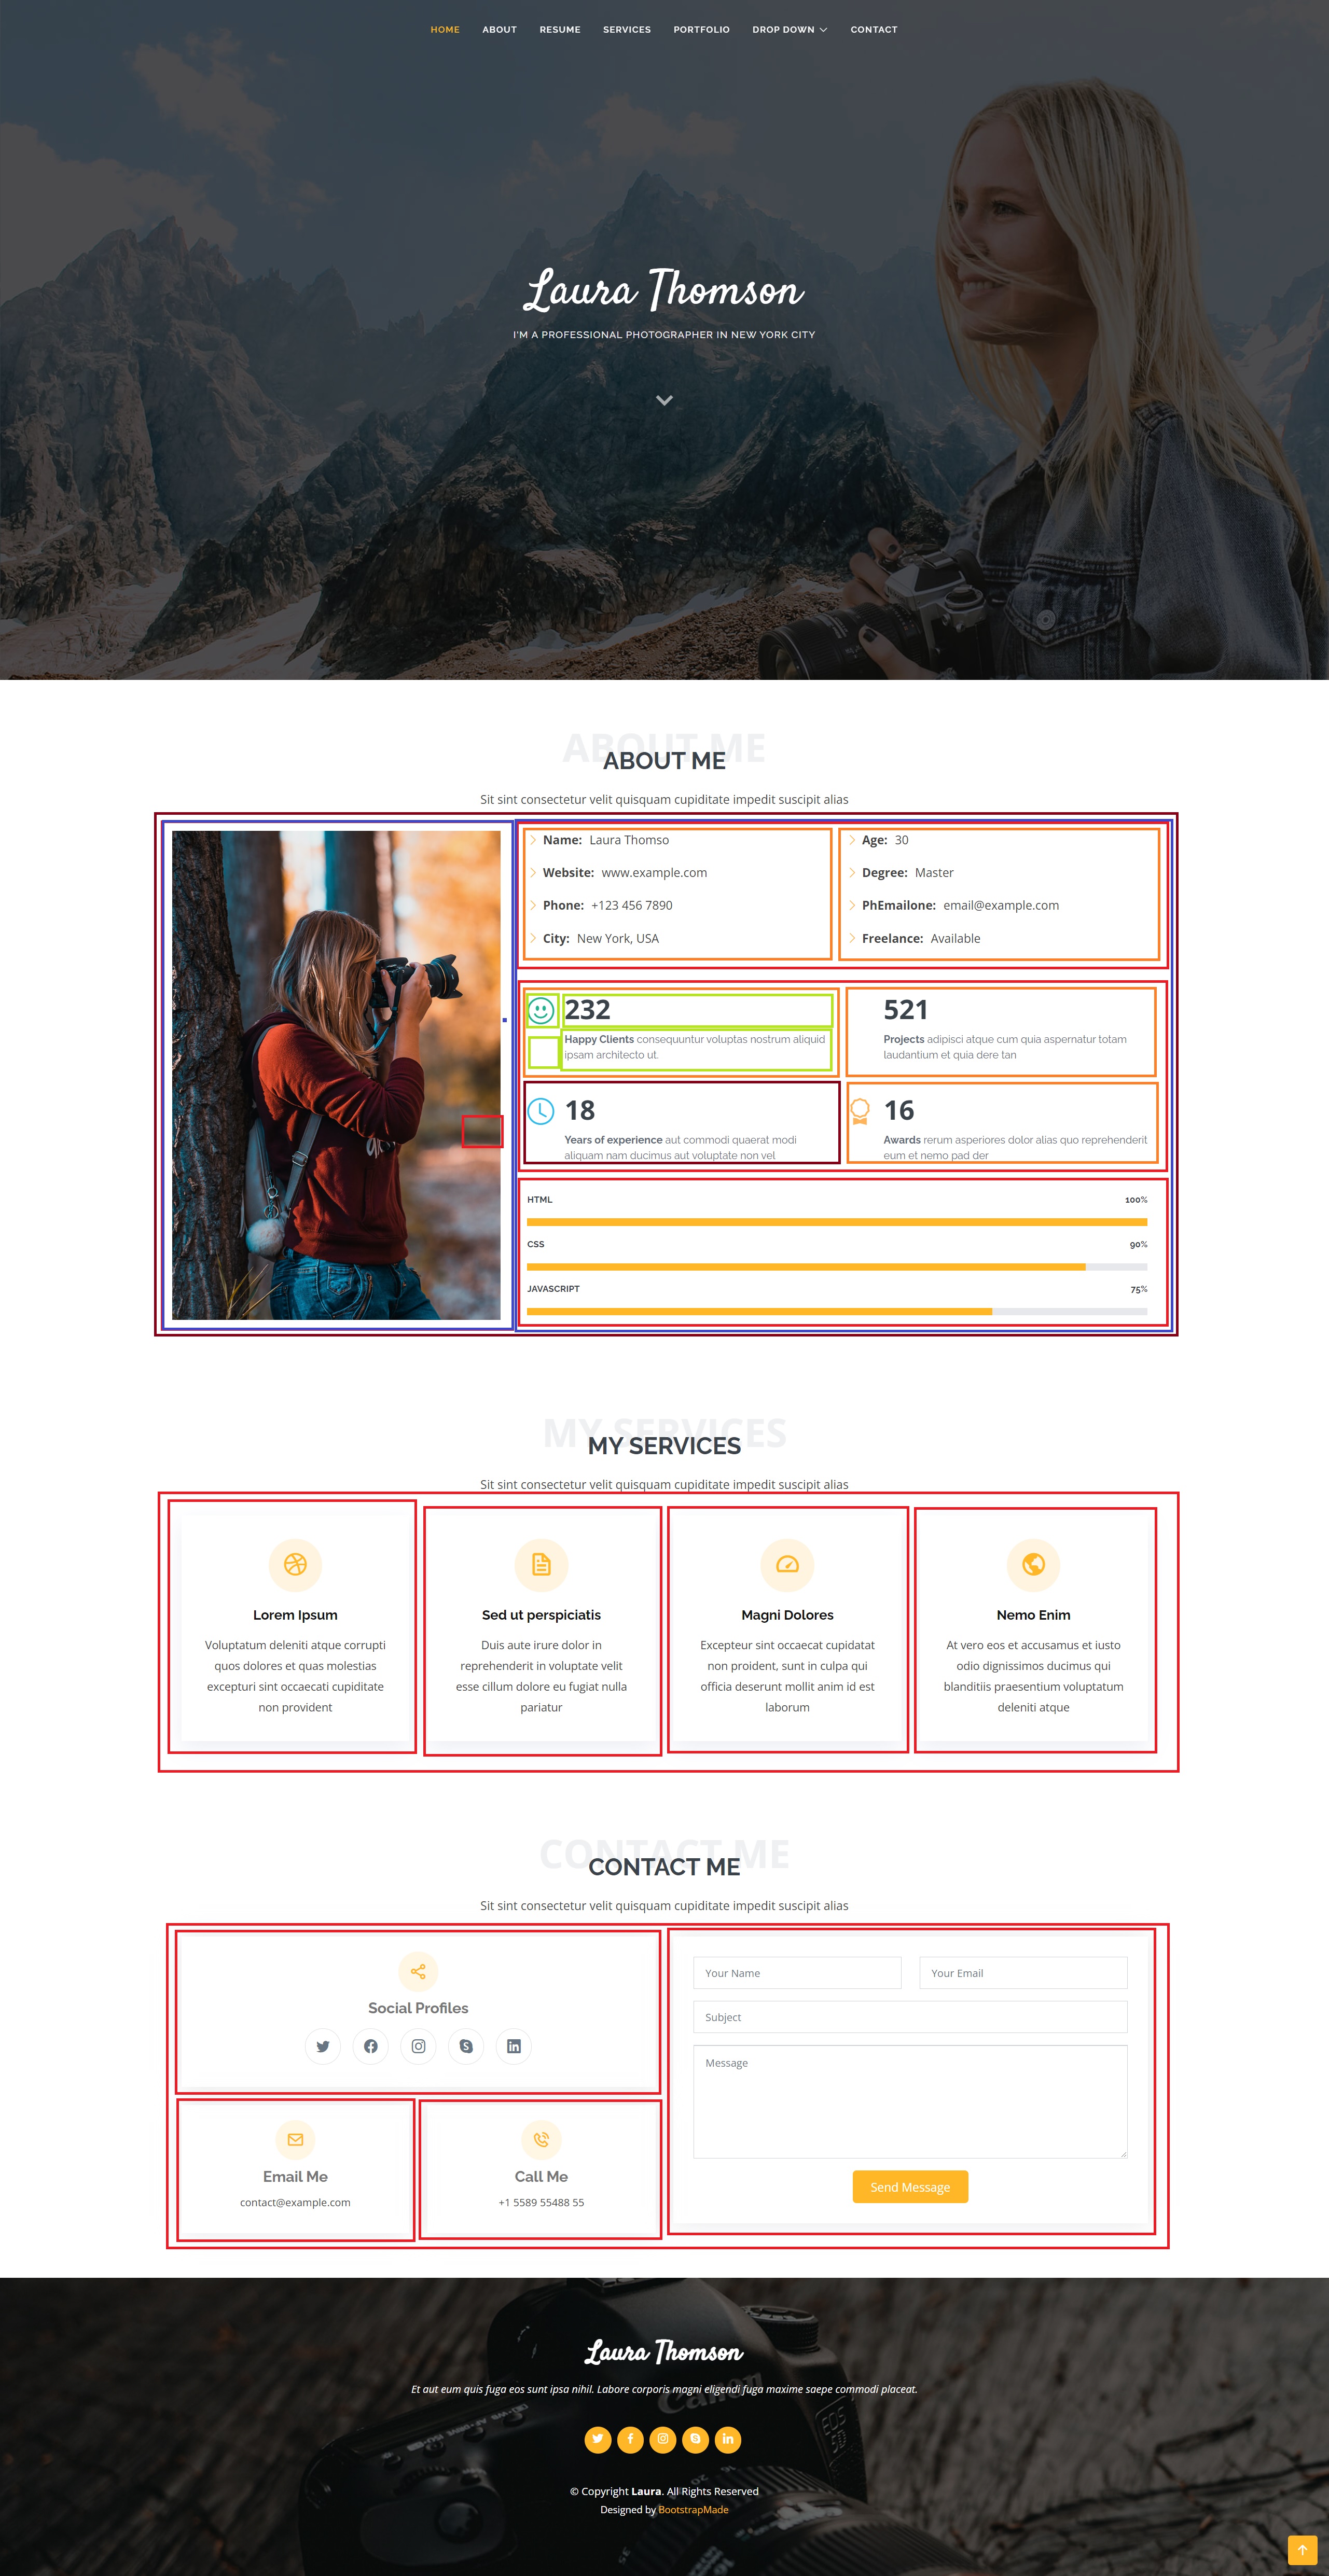 HOME ABOUT RESUME SERVICES PORTFOLIO DROP DOWN CONTACT
Laura Thomson
I'M A PROFESSIONAL PHOTOGRAPHER IN NEW YORK CITY
ABOUT ME
ABOUT ME
Sit sint consectetur velit quisquam cupiditate impedit suscipit alias
Name: Laura Thomso
Website: www.example.com
Phone: +123 456 7890
City: New York, USA
Age: 30
Degree: Master
PhEmailone: email@example.com
Freelance: Available
232
Happy Clients consequuntur voluptas nostrum aliquid
ipsam architecto ut.
521
Projects adipisci atque cum quia aspernatur totam
laudantium et quia dere tan
18
Years of experience aut commodi quaerat modi
aliquam nam ducimus aut voluptate non vel
16
Awards rerum asperiores dolor alias quo reprehenderit
eum et nemo pad der
HTML 100%
CSS 90%
JAVASCRIPT 75%
MY SERVICES
MY SERVICES
Sit sint consectetur velit quisquam cupiditate impedit suscipit alias
Lorem Ipsum
Voluptatum deleniti atque corrupti
quos dolores et quas molestias
excepturi sint occaecati cupiditate
non provident
Sed ut perspiciatis
Duis aute irure dolor in
reprehenderit in voluptate velit
esse cillum dolore eu fugiat nulla
pariatur
Magni Dolores
Excepteur sint occaecat cupidatat
non proident, sunt in culpa qui
officia deserunt mollit anim id est
laborum
Nemo Enim
At vero eos et accusamus et iusto
odio dignissimos ducimus qui
blanditiis praesentium voluptatum
deleniti atque
CONTACT ME
CONTACT ME
Sit sint consectetur velit quisquam cupiditate impedit suscipit alias
Social Profiles
Email Me
contact@example.com
Call Me
+1 5589 55488 55
Your Name
Your Email
Subject
Message
Send Message
Laura Thomson
Et aut eum quis fuga eos sunt ipsa nihil. Labore corporis magni eligendi fuga maxime saepe commodi placeat.
Canon
EOS
5D
© Copyright Laura. All Rights Reserved
Designed by BootstrapMade